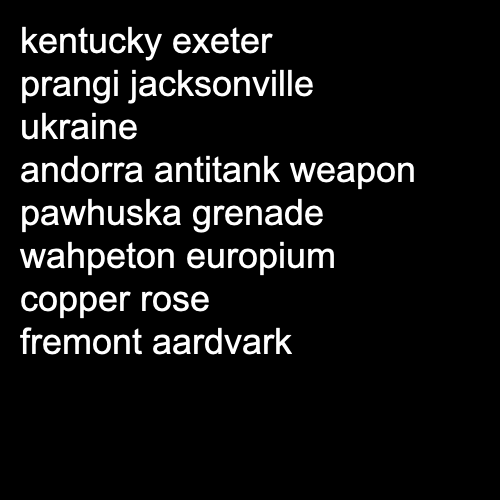 kentucky exeter
prangi jacksonville
ukraine
andorra antitank weapon
pawhuska grenade
wahpeton europium
copper rose
fremont aardvark